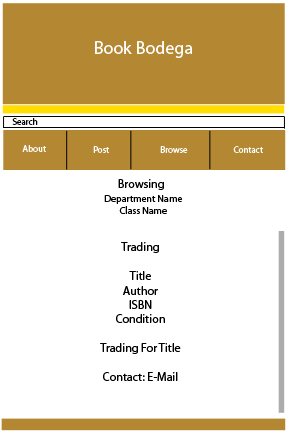 Book Bodega
Search
About Post Browse Contact
Browsing
Department Name
Class Name
Trading
Title
Author
ISBN
Condition
Trading For Title
Contact: E-Mail